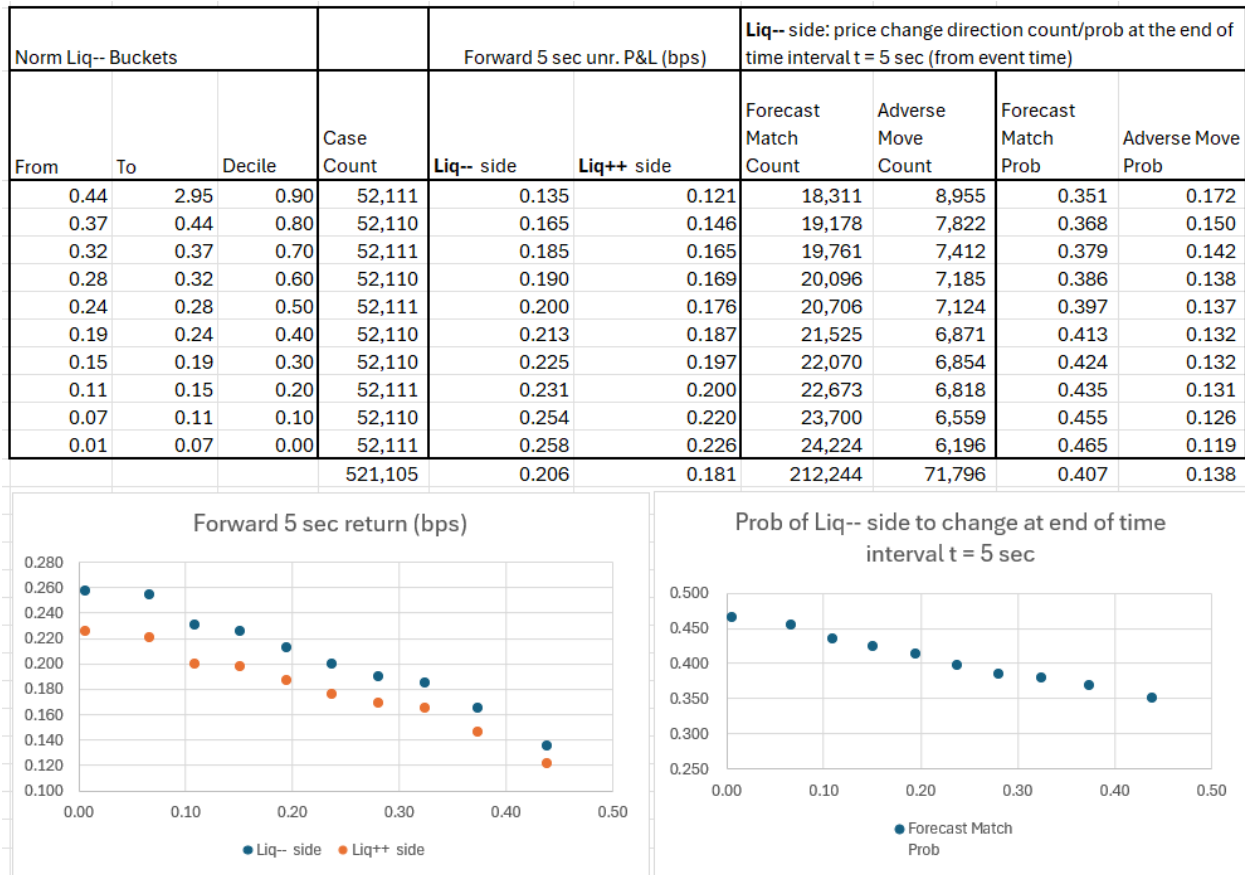 Norm Liq-- Buckets
Forward 5 sec unr. P&L (bps)
Liq-- side: price change direction count/prob at the end of
time interval t = 5 sec (from event time)
From To Decile Case Count Liq-- side Liq++ side Forecast Match Count Adverse Move Count Forecast Match Prob Adverse Move Prob
0.44 2.95 0.90 52,111 0.135 0.121 18,311 8,955 0.351 0.172
0.37 0.44 0.80 52,110 0.165 0.146 19,178 7,822 0.368 0.150
0.32 0.37 0.70 52,111 0.185 0.165 19,761 7,412 0.379 0.142
0.28 0.32 0.60 52,110 0.190 0.169 20,096 7,185 0.386 0.138
0.24 0.28 0.50 52,111 0.200 0.176 20,706 7,124 0.397 0.137
0.19 0.24 0.40 52,110 0.213 0.187 21,525 6,871 0.413 0.132
0.15 0.19 0.30 52,110 0.225 0.197 22,070 6,854 0.424 0.132
0.11 0.15 0.20 52,111 0.231 0.200 22,673 6,818 0.435 0.131
0.07 0.11 0.10 52,110 0.254 0.220 23,700 6,559 0.455 0.126
0.01 0.07 0.00 52,111 0.258 0.226 24,224 6,196 0.465 0.119
521,105 0.206 0.181 212,244 71,796 0.407 0.138
Forward 5 sec return (bps)
0.280
0.260
0.240
0.220
0.200
0.180
0.160
0.140
0.120
0.100
0.00 0.10 0.20 0.30 0.40 0.50
Liq-- side Liq++ side
Prob of Liq-- side to change at end of time
interval t = 5 sec
0.500
0.450
0.400
0.350
0.300
0.250
0.00 0.10 0.20 0.30 0.40 0.50
Forecast Match
Prob